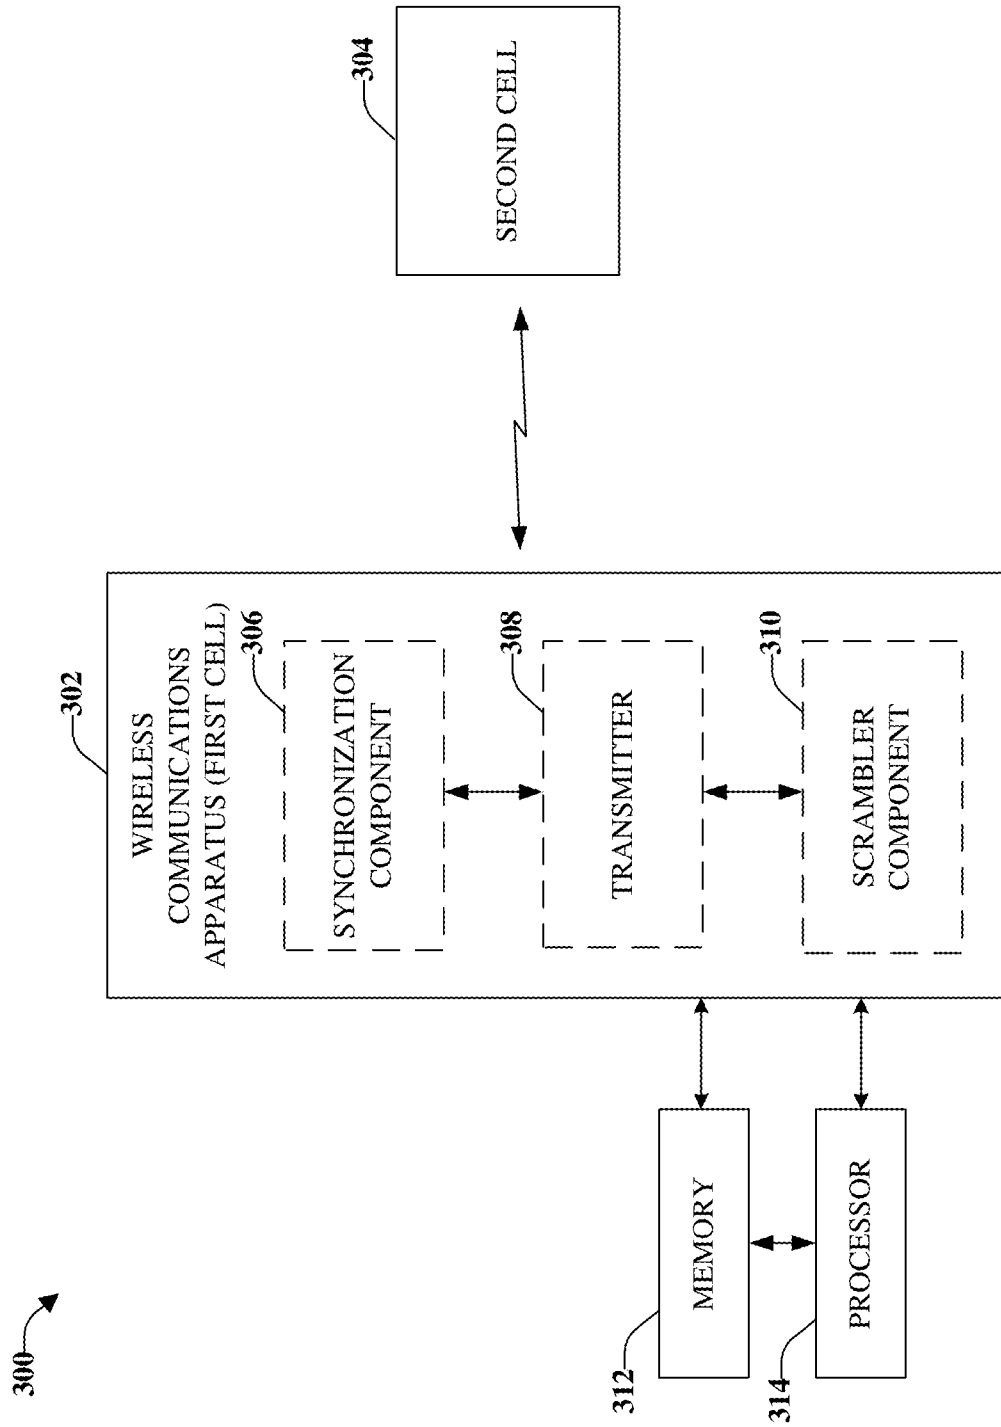 300
302
WIRELESS
COMMUNICATIONS
APPARATUS (FIRST CELL)
306
SYNCHRONIZATION
COMPONENT
308
TRANSMITTER
310
SCRAMBLER
COMPONENT
304
SECOND CELL
312
MEMORY
314
PROCESSOR